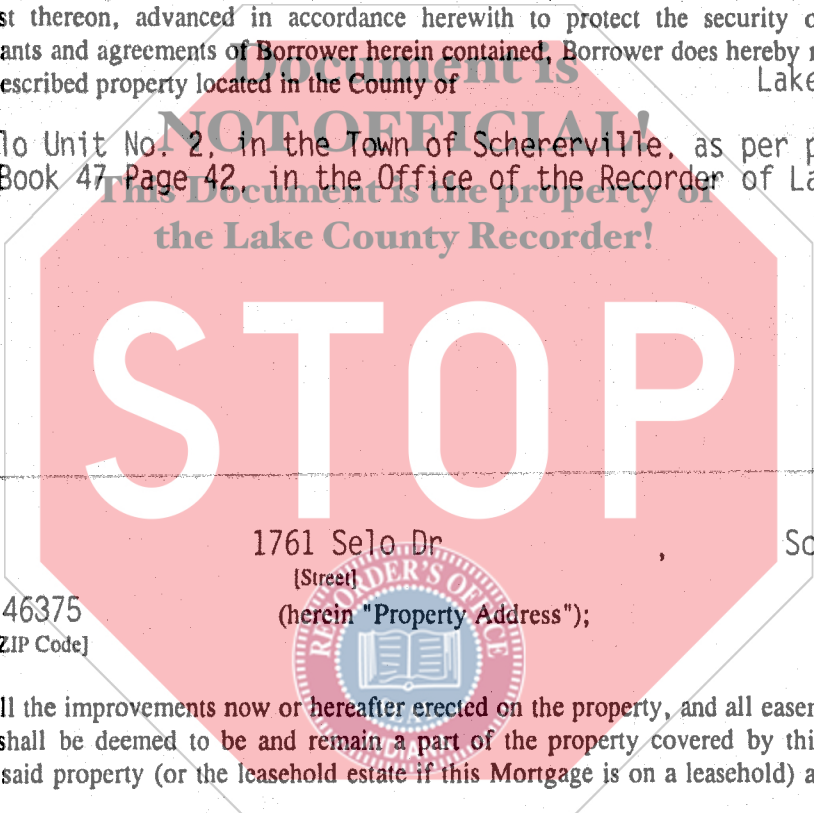 st thereon, advanced in accordance herewith to protect the security o
ants and agreements of Borrower herein contained, Borrower does hereby
Document is
escribed property located in the County of Lake
NOT OFFICIAL!
lo Unit No. 2, in the Town of Schererville, as per p
Book 47 Page 42, in the Office of the Recorder of La
This Document is the property of
the Lake County Recorder!
STOP
1761 Selo Dr , Sc
[Street]
46375 (herein "Property Address");
ZIP Code]
RECORDER'S OFFICE
INDIANA
ll the improvements now or hereafter erected on the property, and all easem
shall be deemed to be and remain a part of the property covered by thi
said property (or the leasehold estate if this Mortgage is on a leasehold) a